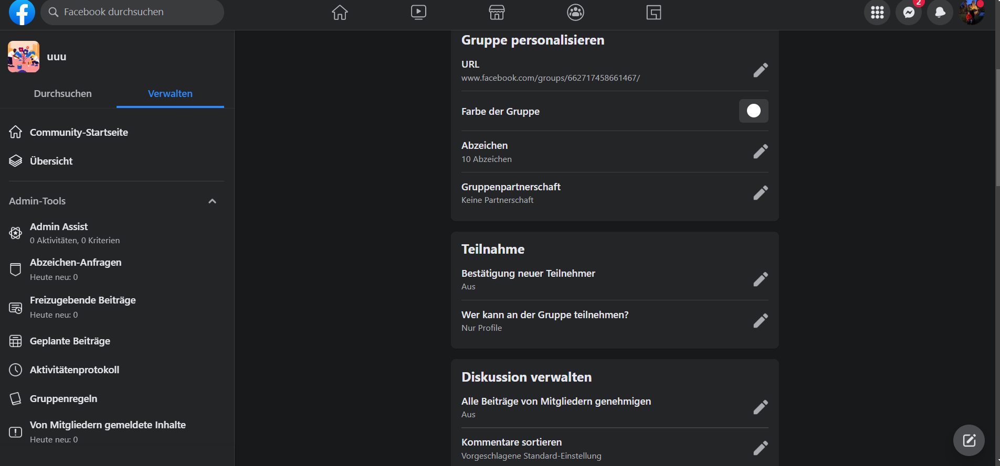 Facebook durchsuchen
2
uuu
Durchsuchen
Verwalten
Community-Startseite
Übersicht
Admin-Tools
Admin Assist
0 Aktivitäten, 0 Kriterien
Abzeichen-Anfragen
Heute neu: 0
Freizugebende Beiträge
Heute neu: 0
Geplante Beiträge
Aktivitätenprotokoll
Gruppenregeln
Von Mitgliedern gemeldete Inhalte
Heute neu: 0
Gruppe personalisieren
URL
www.facebook.com/groups/662717458661467/
Farbe der Gruppe
Abzeichen
10 Abzeichen
Gruppenpartnerschaft
Keine Partnerschaft
Teilnahme
Bestätigung neuer Teilnehmer
Aus
Wer kann an der Gruppe teilnehmen?
Nur Profile
Diskussion verwalten
Alle Beiträge von Mitgliedern genehmigen
Aus
Kommentare sortieren
Vorgeschlagene Standard-Einstellung